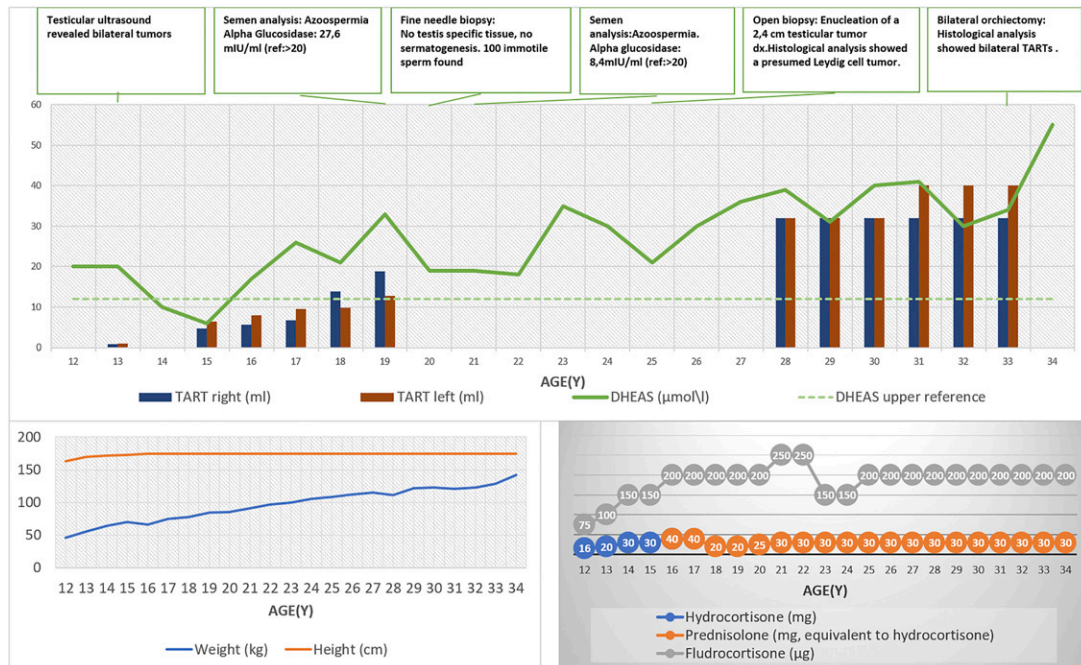 Testicular ultrasound
revealed bilateral tumors
Semen analysis: Azoospermia
Alpha Glucosidase: 27,6
mIU/ml (ref:>20)
Fine needle biopsy:
No testis specific tissue, no
sermatogenesis. 100 immotile
sperm found
Semen
analysis:Azoospermia.
Alpha glucosidase:
8,4mIU/ml (ref:>20)
Open biopsy: Enucleation of a
2,4 cm testicular tumor
dx.Histological analysis showed
a presumed Leydig cell tumor.
Bilateral orchiectomy:
Histological analysis
showed bilateral TARTs .
60
50
40
30
20
10
0
12 13 14 15 16 17 18 19 20 21 22 23 24 25 26 27 28 29 30 31 32 33 34
AGE(Y)
TART right (ml) TART left (ml) DHEAS (µmol\l) DHEAS upper reference
200
150
100
50
0
12 13 14 15 16 17 18 19 20 21 22 23 24 25 26 27 28 29 30 31 32 33 34
AGE(Y)
Weight (kg) Height (cm)
75 100 150 150 200 200 200 200 200 250 250 150 150 200 200 200 200 200 200 200 200 200 200
16 20 30 30 40 40 20 20 25 30 30 30 30 30 30 30 30 30 30 30 30 30 30
12 13 14 15 16 17 18 19 20 21 22 23 24 25 26 27 28 29 30 31 32 33 34
AGE(Y)
Hydrocortisone (mg)
Prednisolone (mg, equivalent to hydrocortisone)
Fludrocortisone (µg)